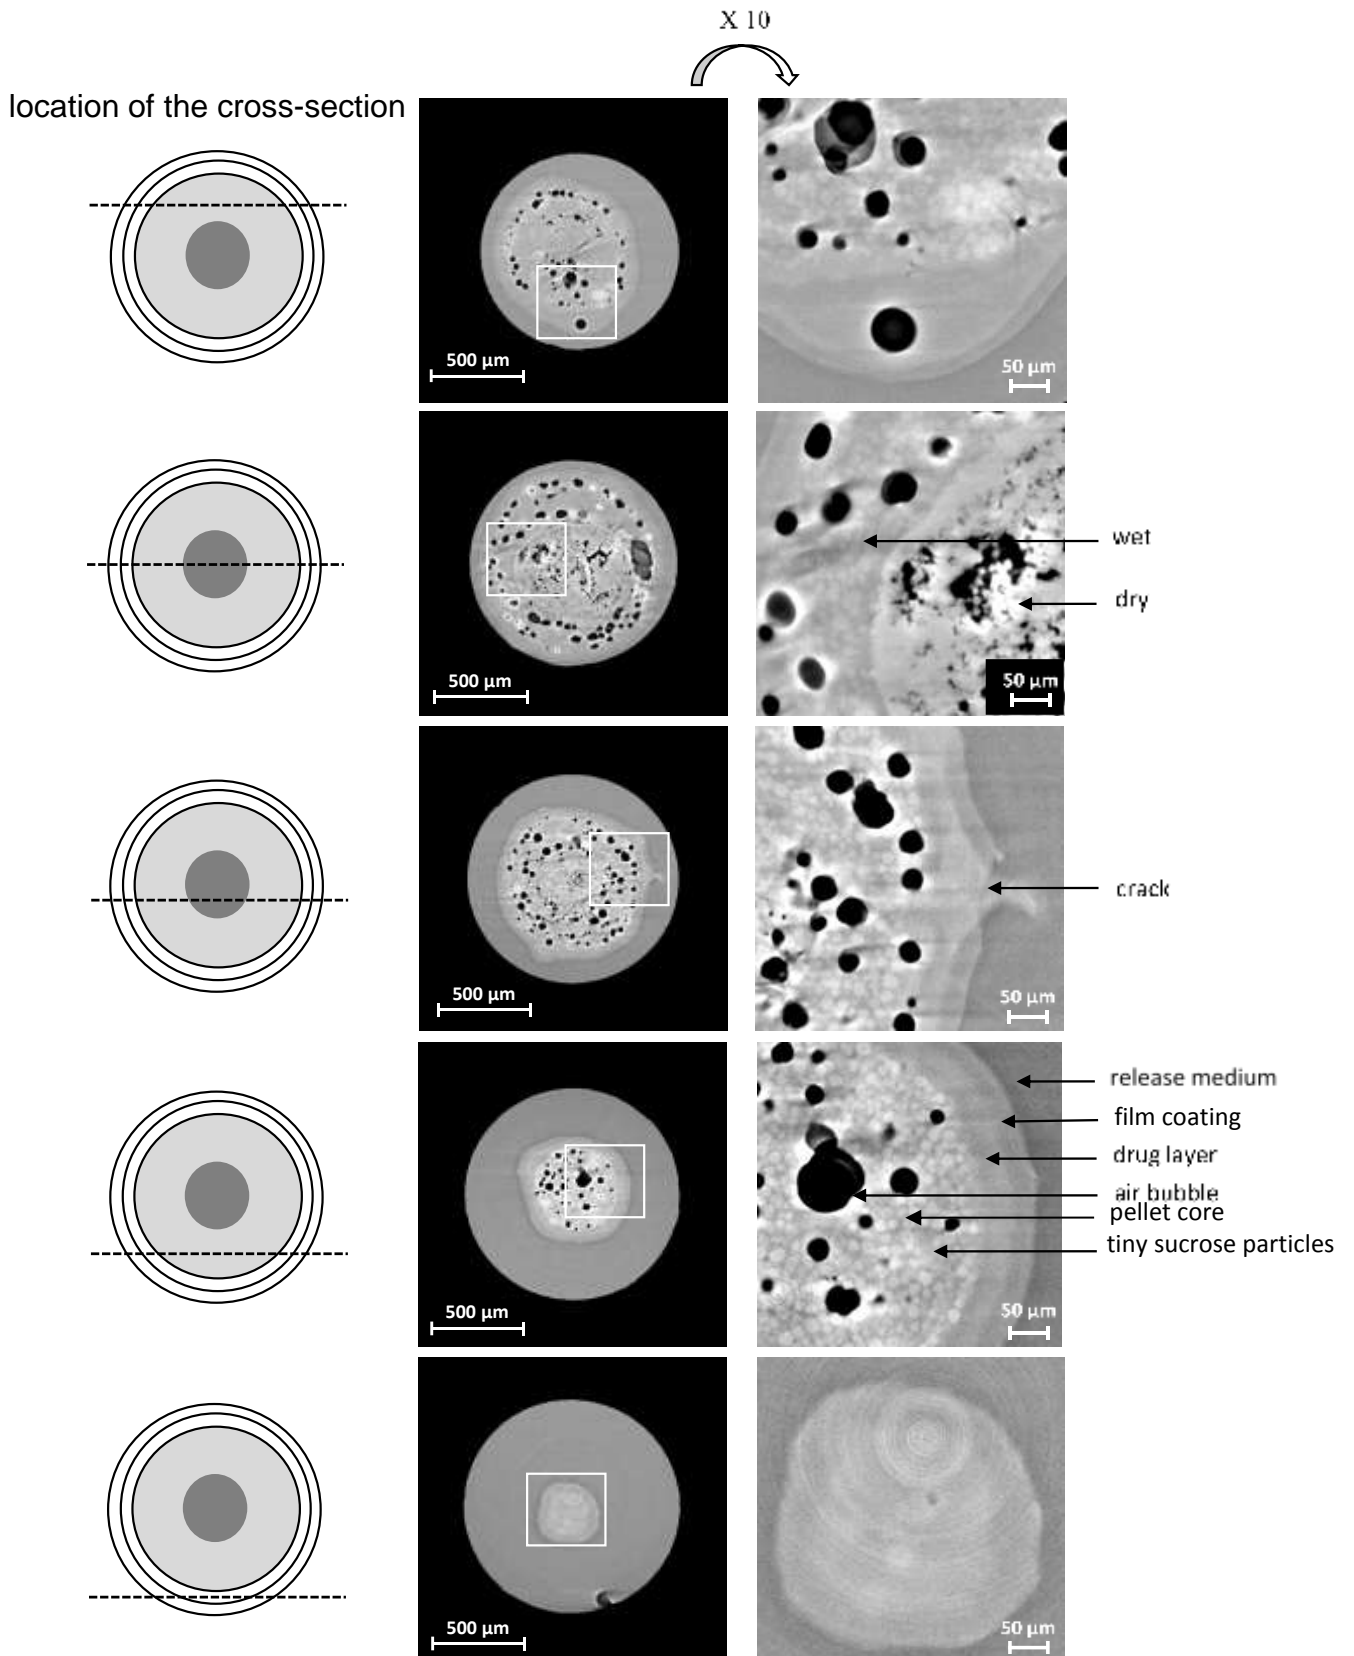 X 10
location of the cross-section
500 µm
50 µm
wet
dry
500 µm
50 µm
crack
500 µm
50 µm
release medium
film coating
drug layer
air bubble
pellet core
tiny sucrose particles
500 µm
50 µm
500 µm
50 µm